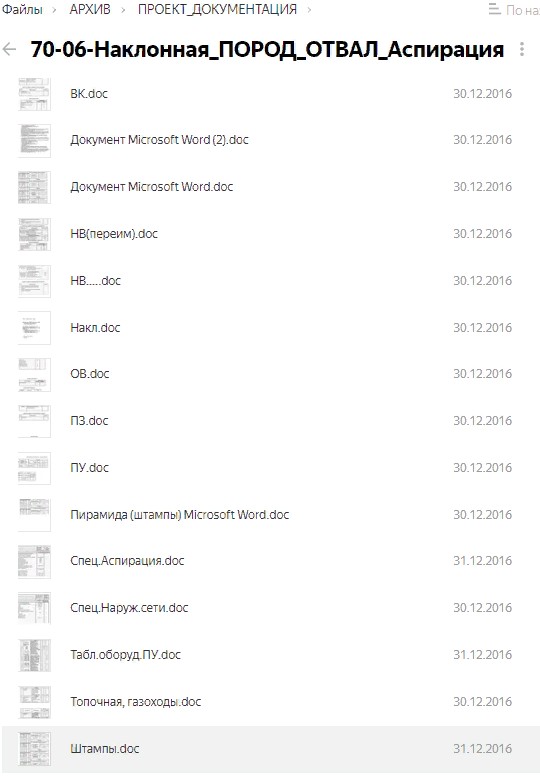 Файлы › АРХИВ › ПРОЕКТ_ДОКУМЕНТАЦИЯ › По на
70-06-Наклонная_ПОРОД_ОТВАЛ_Аспирация
ВК.doc 30.12.2016
Документ Microsoft Word (2).doc 30.12.2016
Документ Microsoft Word.doc 30.12.2016
НВ(переим).doc 30.12.2016
НВ.....doc 30.12.2016
Накл.doc 30.12.2016
ОВ.doc 30.12.2016
ПЗ.doc 30.12.2016
ПУ.doc 30.12.2016
Пирамида (штампы) Microsoft Word.doc 30.12.2016
Спец.Аспирация.doc 31.12.2016
Спец.Наруж.сети.doc 30.12.2016
Табл.оборуд.ПУ.doc 31.12.2016
Топочная, газоходы.doc 30.12.2016
Штампы.doc 31.12.2016